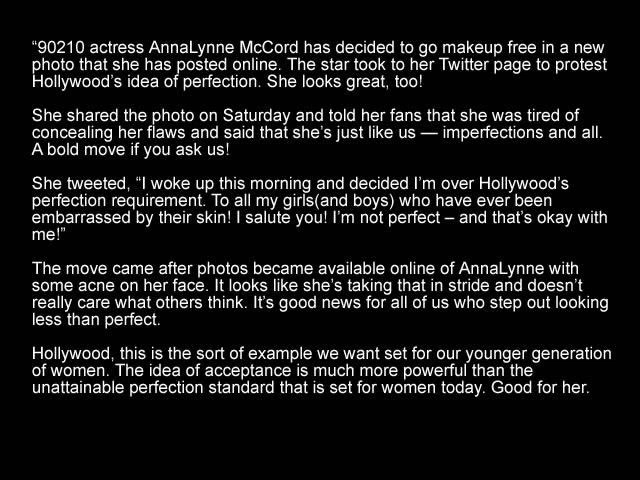 “90210 actress AnnaLynne McCord has decided to go makeup free in a new
photo that she has posted online. The star took to her Twitter page to protest
Hollywood’s idea of perfection. She looks great, too!
She shared the photo on Saturday and told her fans that she was tired of
concealing her flaws and said that she’s just like us — imperfections and all.
A bold move if you ask us!
She tweeted, “I woke up this morning and decided I’m over Hollywood’s
perfection requirement. To all my girls(and boys) who have ever been
embarrassed by their skin! I salute you! I’m not perfect – and that’s okay with
me!”
The move came after photos became available online of AnnaLynne with
some acne on her face. It looks like she’s taking that in stride and doesn’t
really care what others think. It’s good news for all of us who step out looking
less than perfect.
Hollywood, this is the sort of example we want set for our younger generation
of women. The idea of acceptance is much more powerful than the
unattainable perfection standard that is set for women today. Good for her.